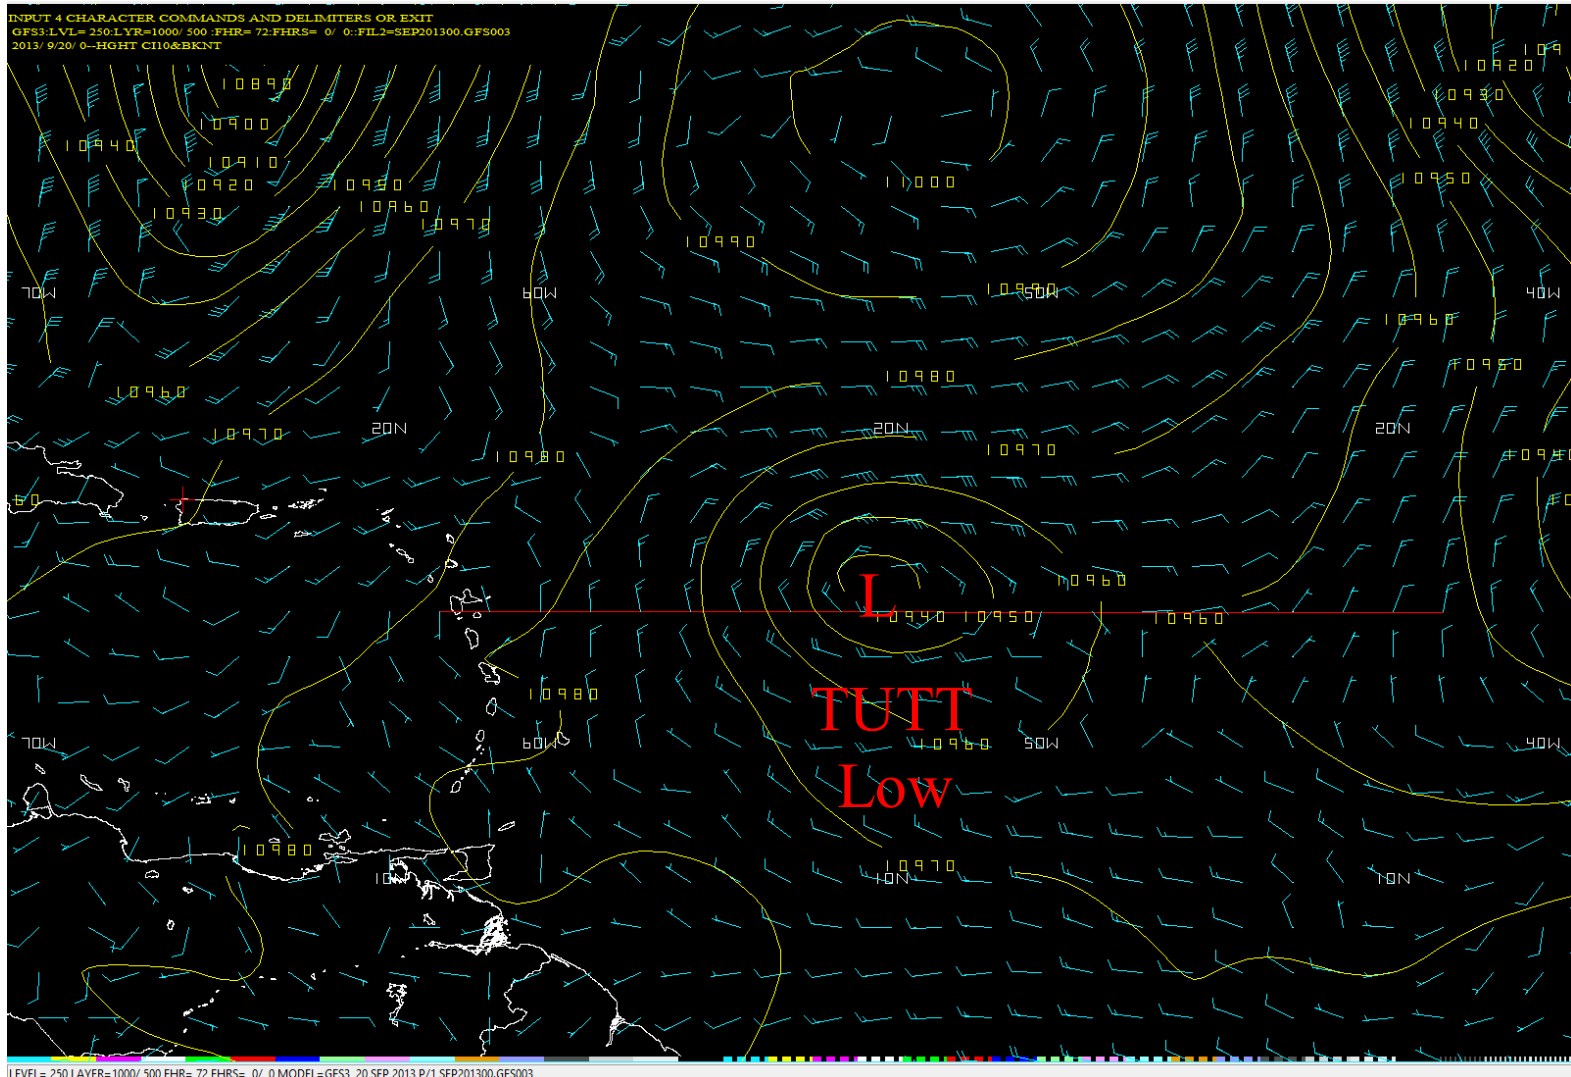 INPUT 4 CHARACTER COMMANDS AND DELIMITERS OR EXIT
GFS3:LVL= 250:LYR=1000/ 500 :FHR= 72:FHRS=  0/  0::FIL2=SEP201300.GFS003
2013/ 9/20/ 0--HGHT CI10&BKNT
10920
10890
10930
10900
10940
10940
10910
10950
10920
10950
11000
10960
10930
10970
10990
10990
70W
60W
50W
40W
10960
10950
10980
10960
20N
20N
20N
10970
10980
10970
60
10960
10940
10950
10960
L
10980
TUTT
70W
60W
10960
50W
40W
Low
10980
10970
10N
10N
10N
LEVEL= 250 LAYER=1000/ 500 FHR= 72 FHRS=  0/  0 MODEL=GFS3  20 SEP 2013 P/1 SEP201300.GFS003